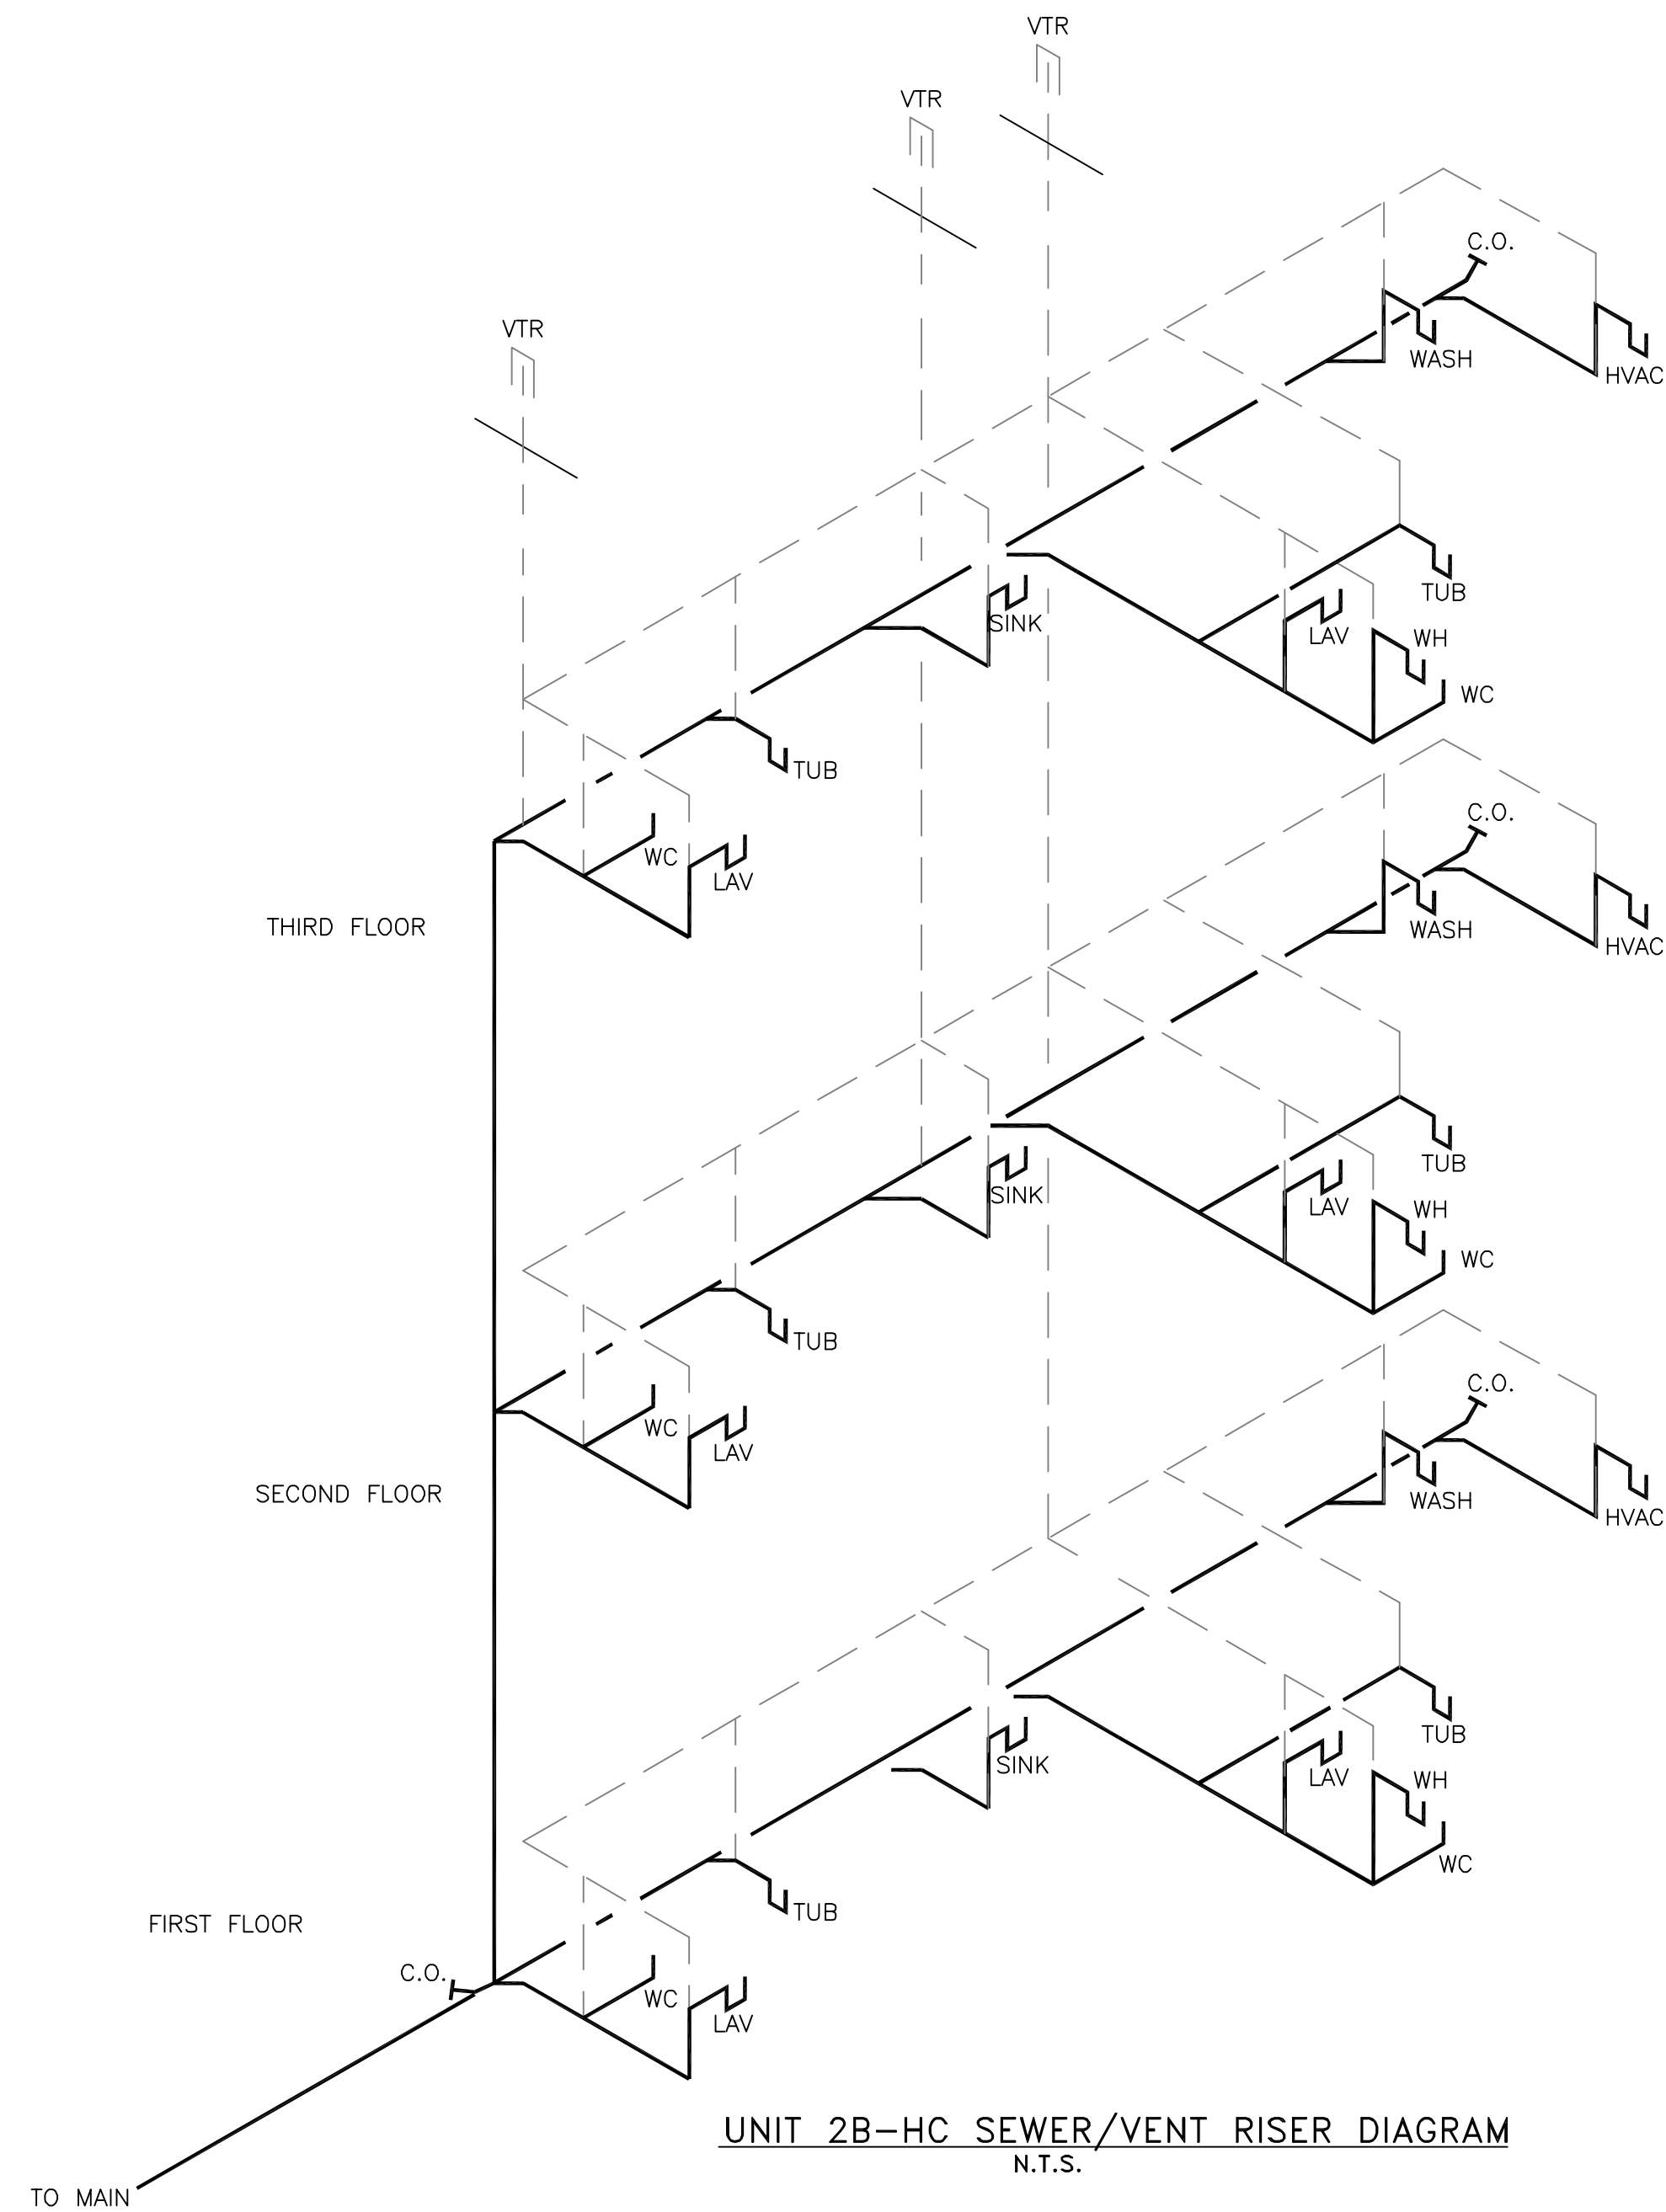 VTR
VTR
VTR
C.O.
WASH
HVAC
TUB
SINK
LAV
WH
WC
TUB
WC
LAV
THIRD FLOOR
C.O.
WASH
HVAC
TUB
SINK
LAV
WH
WC
TUB
WC
LAV
SECOND FLOOR
C.O.
WASH
HVAC
TUB
SINK
LAV
WH
WC
TUB
FIRST FLOOR
C.O.
WC
LAV
UNIT 2B-HC SEWER/VENT RISER DIAGRAM
N.T.S.
TO MAIN